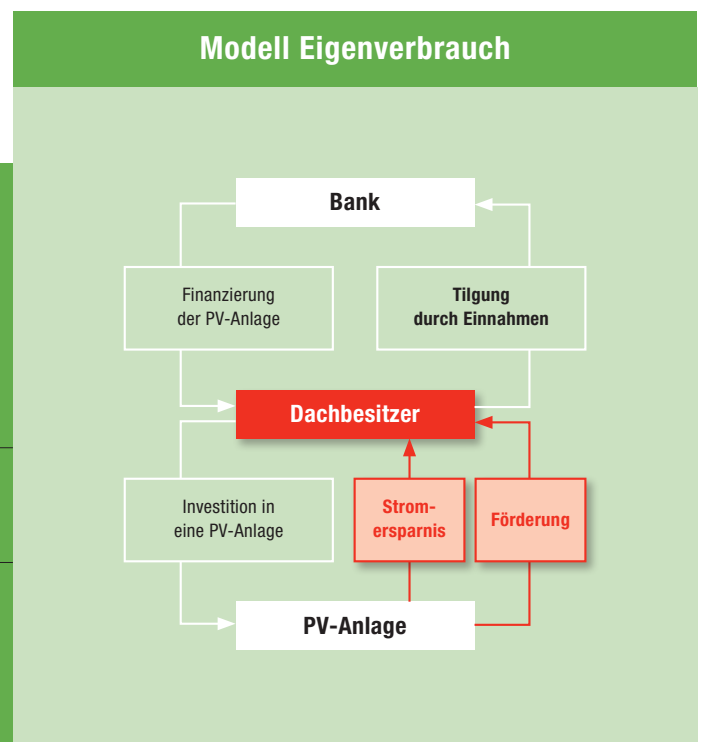 Modell Eigenverbrauch
Bank
Finanzierung
der PV-Anlage
Tilgung
durch Einnahmen
Dachbesitzer
Investition in
eine PV-Anlage
Strom-
ersparnis
Förderung
PV-Anlage